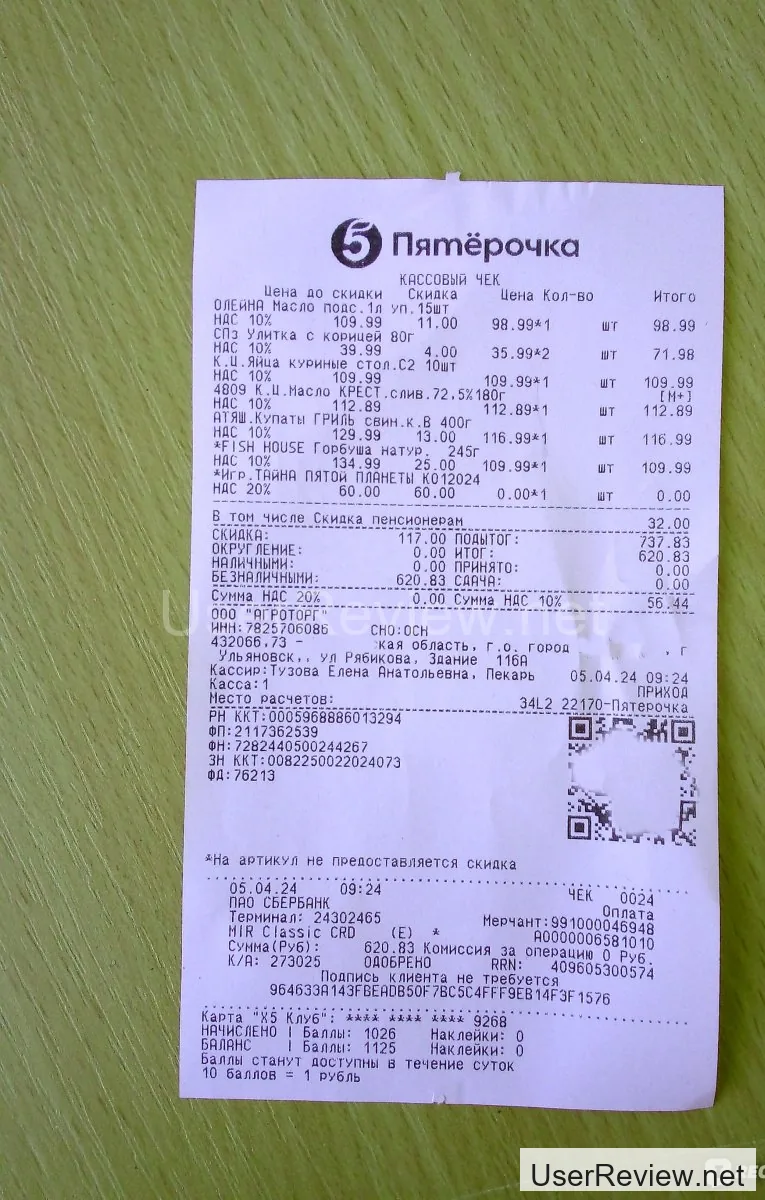 5 Пятёрочка
КАССОВЫЙ ЧЕК
Цена до скидки Скидка Цена Кол-во Итого
ОЛЕЙНА Масло подс.1л уп.15шт
НДС 10% 109.99 11.00 98.99*1 шт 98.99
СПз Улитка с корицей 80г
НДС 10% 39.99 4.00 35.99*2 шт 71.98
К.Ц.Яйца куриные стол.С2 10шт
НДС 10% 109.99 109.99*1 шт 109.99
4809 К.Ц.Масло КРЕСТ.слив.72,5%180г [М+]
НДС 10% 112.89 112.89*1 шт 112.89
АТЯШ.Купаты ГРИЛЬ свин.к.В 400г
НДС 10% 129.99 13.00 116.99*1 шт 116.99
*FISH HOUSE Горбуша натур. 245г
НДС 10% 134.99 25.00 109.99*1 шт 109.99
*Игр.ТАЙНА ПЯТОЙ ПЛАНЕТЫ КО12024
НДС 20% 60.00 60.00 0.00*1 шт 0.00
В том числе Скидка пенсионерам 32.00
СКИДКА: 117.00 ПОДЫТОГ: 737.83
ОКРУГЛЕНИЕ: 0.00 ИТОГ: 620.83
НАЛИЧНЫМИ: 0.00 ПРИНЯТО: 0.00
БЕЗНАЛИЧНЫМИ: 620.83 СДАЧА: 0.00
Сумма НДС 20% 0.00 Сумма НДС 10% 56.44
ООО "АГРОТОРГ"
ИНН:7825706086 СНО:ОСН
432066,73 - кая область, г.о. город , г
Ульяновск,, ул Рябикова, Здание 116А
Кассир:Тузова Елена Анатольевна, Пекарь 05.04.24 09:24
Касса:1 ПРИХОД
Место расчетов: 34L2 22170-Пятерочка
РН ККТ:0005968886013294
ФП:2117362539
ФН:7282440500244267
ЗН ККТ:0082250022024073
ФД:76213
*На артикул не предоставляется скидка
05.04.24 09:24 ЧЕК 0024
ПАО СБЕРБАНК Оплата
Терминал: 24302465 Мерчант:991000046948
MIR Classic CRD (E) * A0000006581010
Сумма(Руб): 620.83 Комиссия за операцию 0 Руб.
К/А: 273025 ОДОБРЕНО RRN: 409605300574
Подпись клиента не требуется
964633A143FBEADB50F7BC5C4FFF9EB14F3F1576
Карта "X5 Клуб": **** **** **** 9268
НАЧИСЛЕНО | Баллы: 1026 Наклейки: 0
БАЛАНС | Баллы: 1125 Наклейки: 0
Баллы станут доступны в течение суток
10 баллов = 1 рубль
UserReview.net
UserReview.net